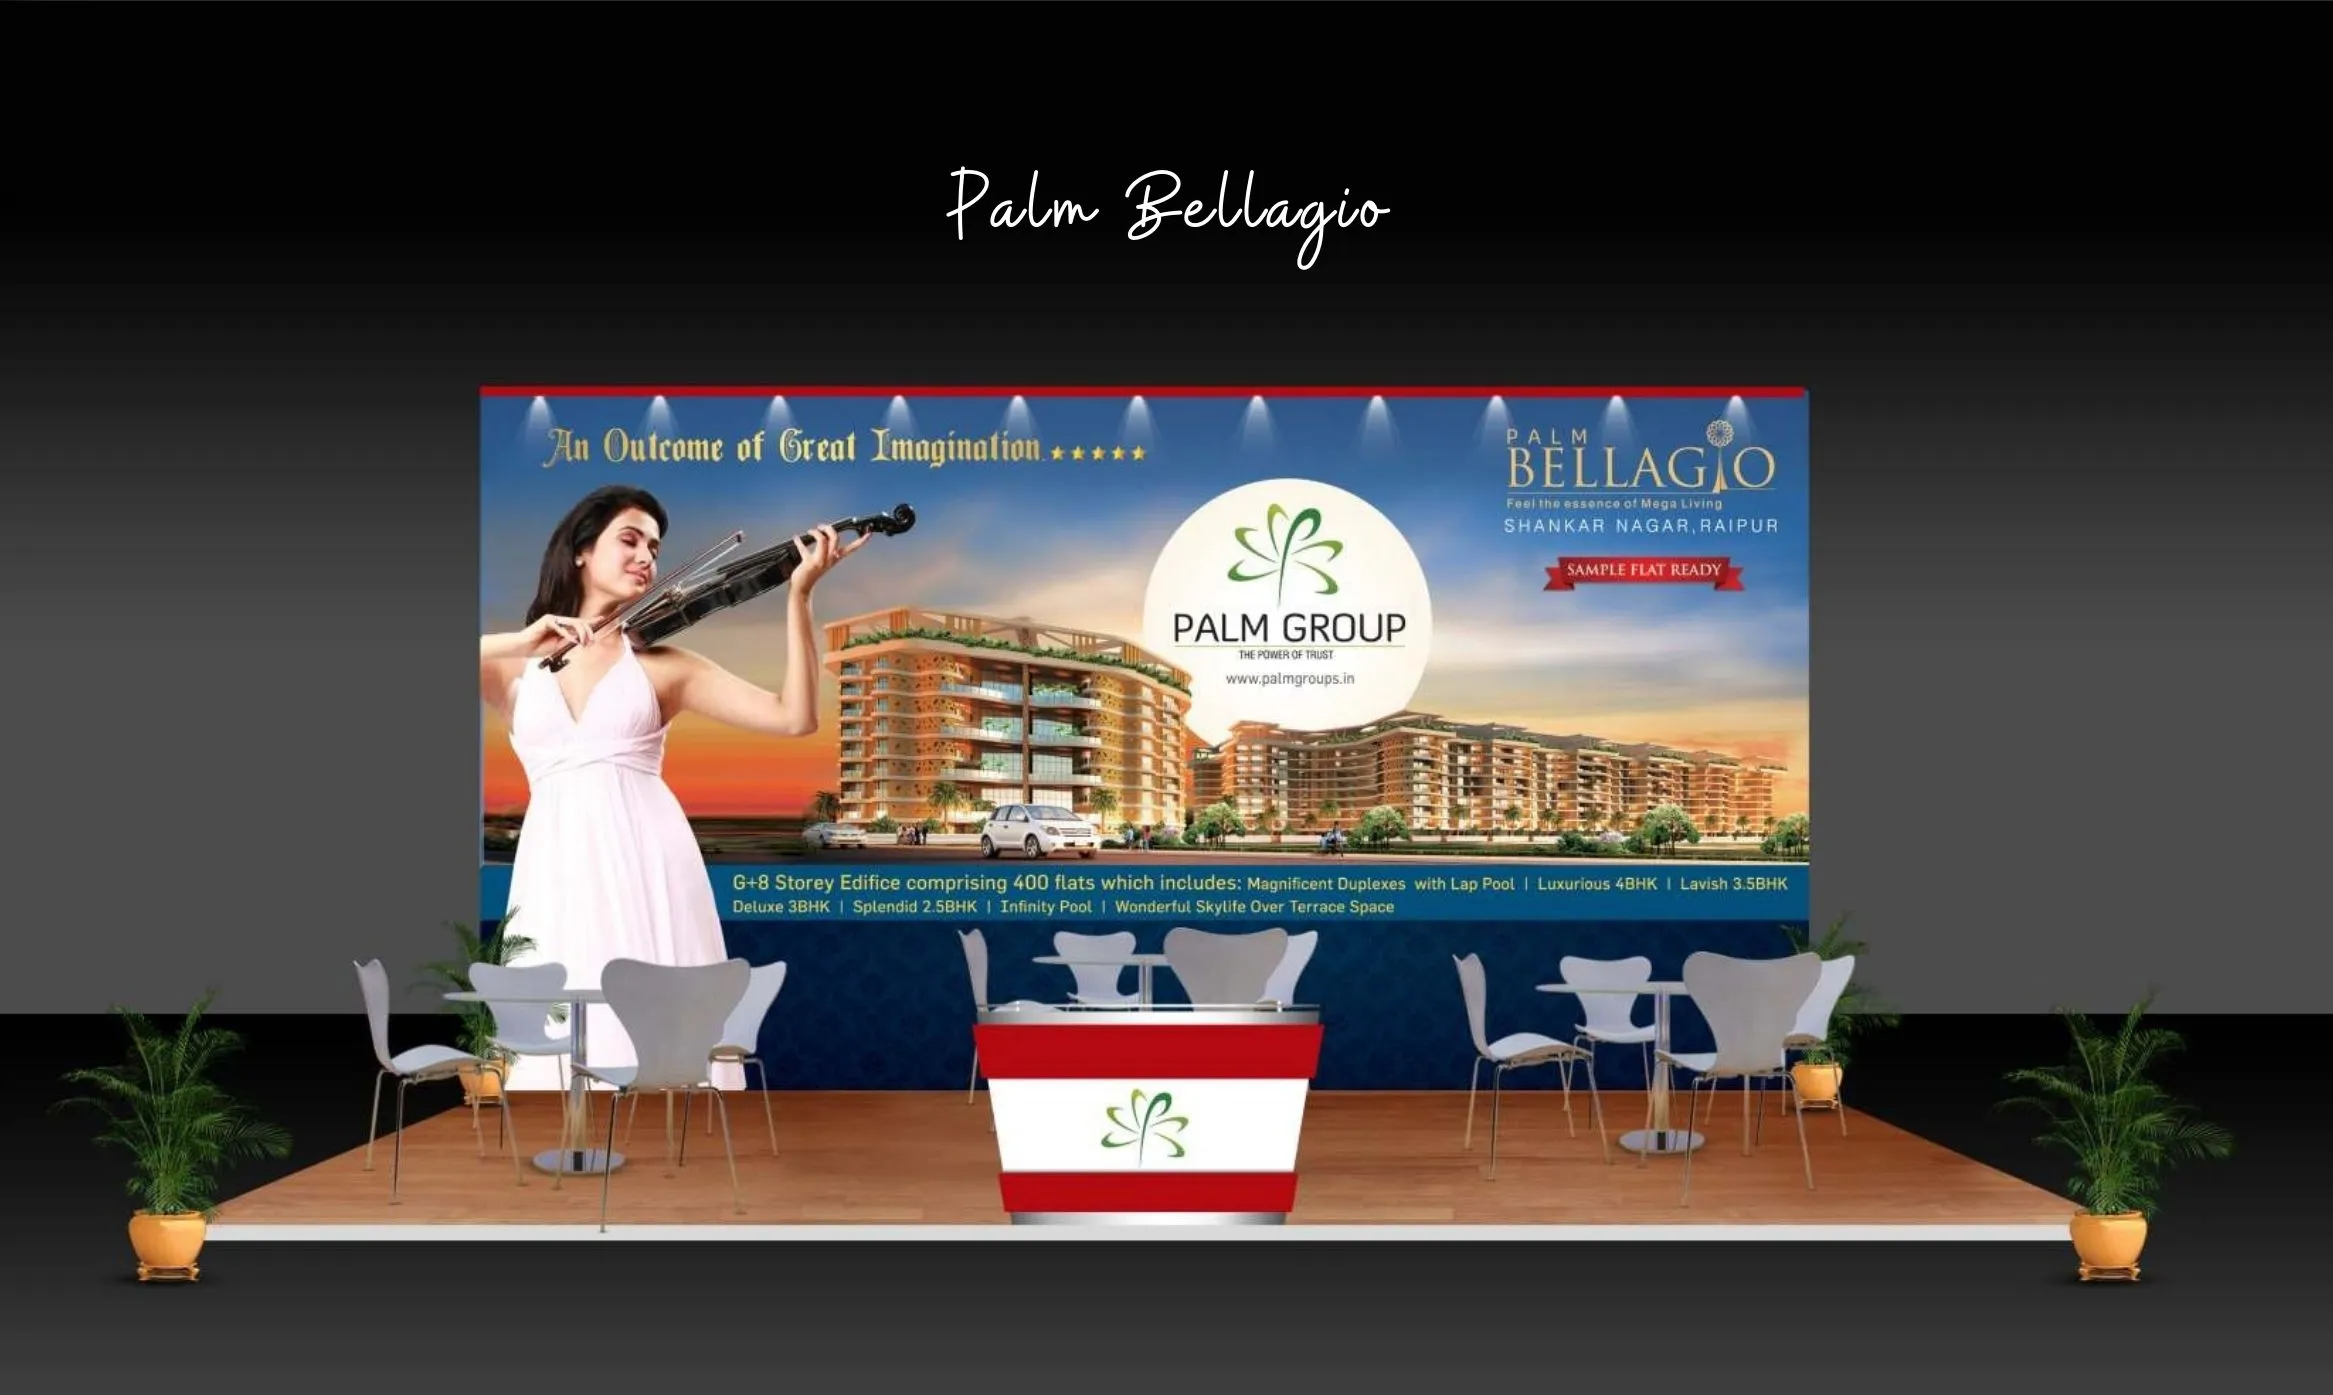 Palm Bellagio
An Outcome of Great Imagination.
PALM
BELLAGIO
Feel the essence of Mega Living
SHANKAR NAGAR, RAIPUR
SAMPLE FLAT READY
PALM GROUP
THE POWER OF TRUST
www.palmgroups.in
G+8 Storey Edifice comprising 400 flats which includes: Magnificent Duplexes with Lap Pool | Luxurious 4BHK | Lavish 3.5BHK
Deluxe 3BHK | Splendid 2.5BHK | Infinity Pool | Wonderful Skylife Over Terrace Space